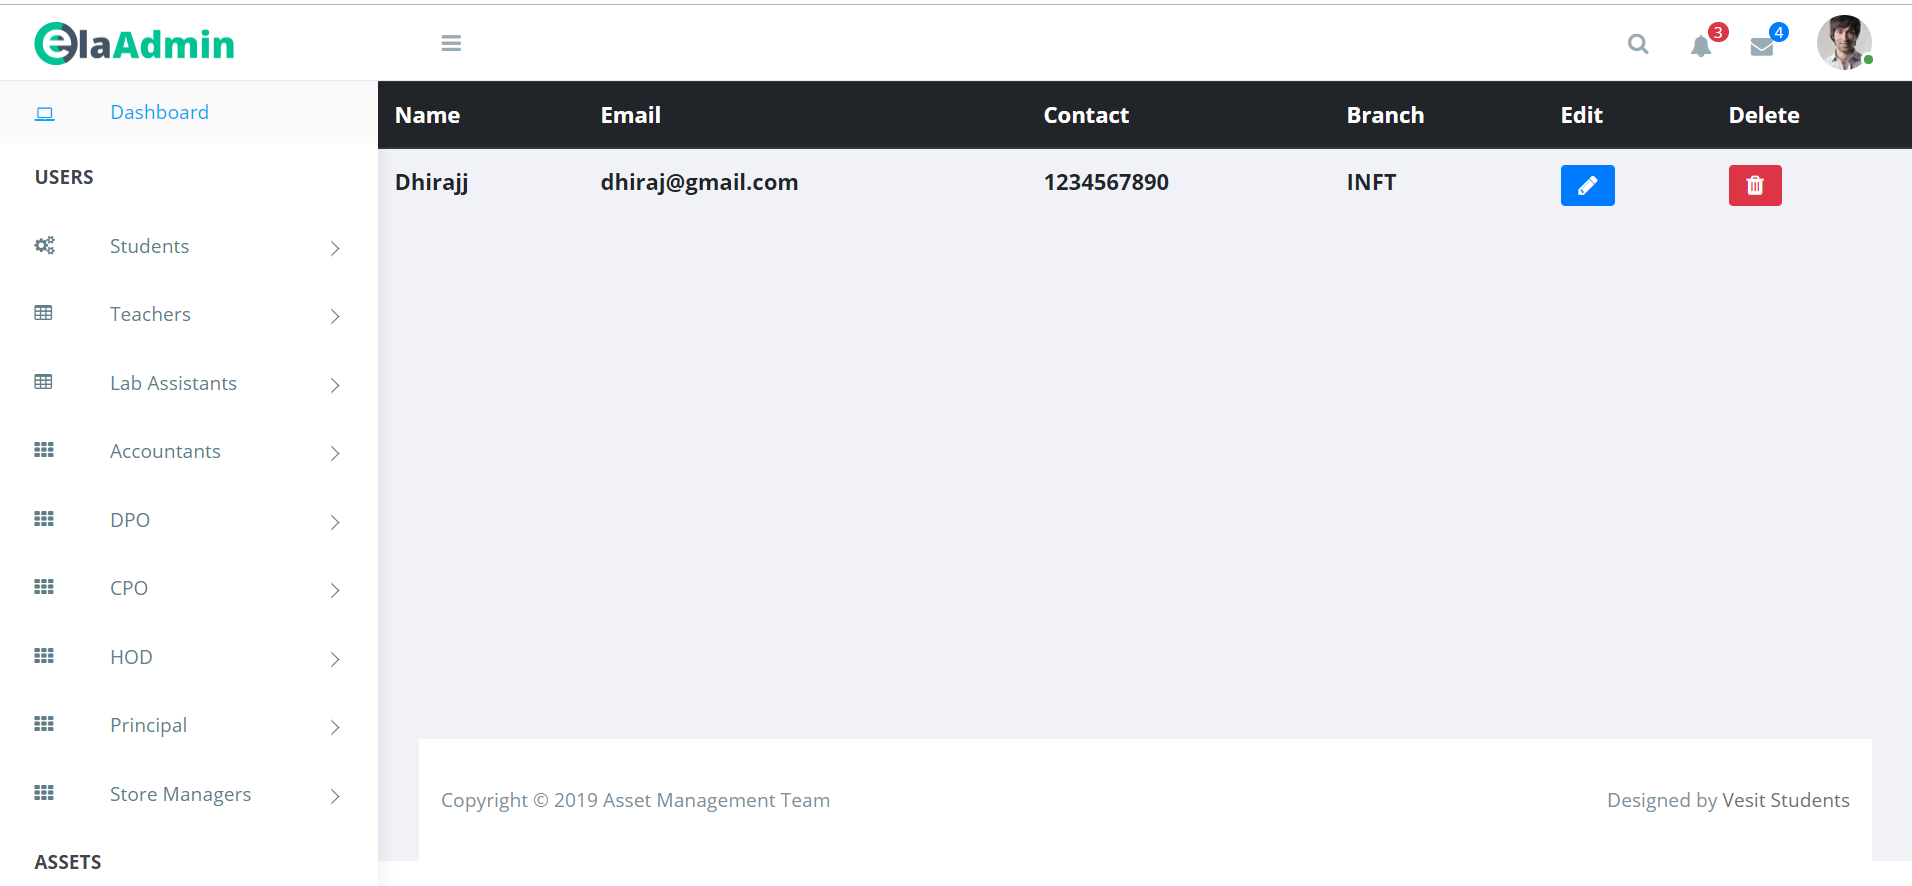 elaAdmin
3
4
Dashboard
USERS
Students
Teachers
Lab Assistants
Accountants
DPO
CPO
HOD
Principal
Store Managers
ASSETS
Name Email Contact Branch Edit Delete
Dhirajj dhiraj@gmail.com 1234567890 INFT
Copyright © 2019 Asset Management Team
Designed by Vesit Students